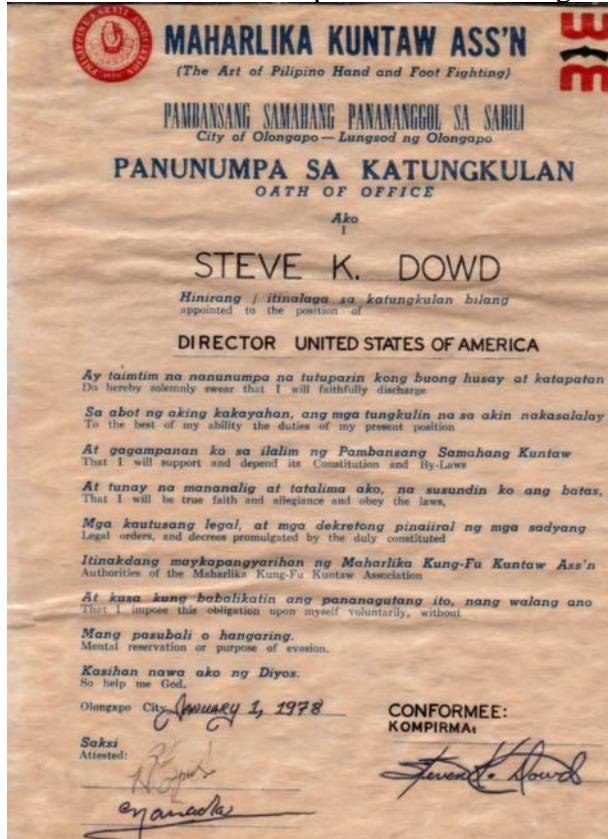 MAHARLIKA KUNTAW ASS'N
(The Art of Pilipino Hand and Foot Fighting)
PAMBANSANG SAMAHANG PANANANGGOL SA SARILI
City of Olongapo — Lungsod ng Olongapo
PANUNUMPA SA KATUNGKULAN
OATH OF OFFICE
Ako
I
STEVE K. DOWD
Hinirang / itinalaga sa katungkulan bilang
appointed to the position of
DIRECTOR UNITED STATES OF AMERICA
Ay taimtim na nanunumpa na tutuparin kong buong husay at katapatan
Do hereby solemnly swear that I will faithfully discharge
Sa abot ng aking kakayahan, ang mga tungkulin na sa akin nakasalalay
To the best of my ability the duties of my present position
At gagampanan ko sa ilalim ng Pambansang Samahang Kuntaw
That I will support and depend its Constitution and By-Laws
At tunay na mananalig at tatalima ako, na susundin ko ang batas,
That I will be true faith and allegiance and obey the laws,
Mga kautusang legal, at mga dekretong pinaiiral ng mga sadyang
Legal orders, and decrees promulgated by the duly constituted
Itinakdang maykapangyarihan ng Maharlika Kung-Fu Kuntaw Ass'n
Authorities of the Maharlika Kung-Fu Kuntaw Association
At kusa kung babalikatin ang pananagutang ito, nang walang ano
That I impose this obligation upon myself voluntarily, without
Mang pasubali o hangaring.
Mental reservation or purpose of evasion.
Kasihan nawa ako ng Diyos.
So help me God.
Olongapo City January 1, 1978
CONFORMEE:
KOMPIRMA:
Saksi
Attested:
Steven K. Dowd